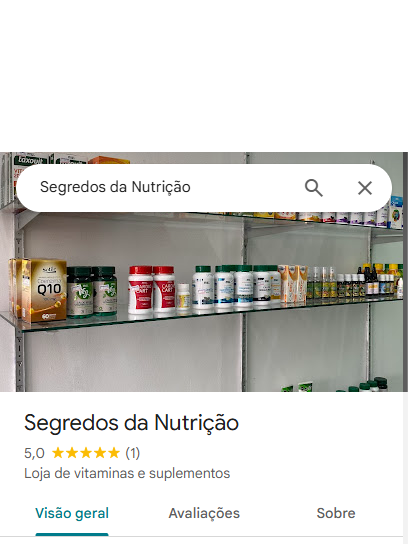 Segredos da Nutrição
Q10
Segredos da Nutrição
5,0 (1)
Loja de vitaminas e suplementos
Visão geral Avaliações Sobre